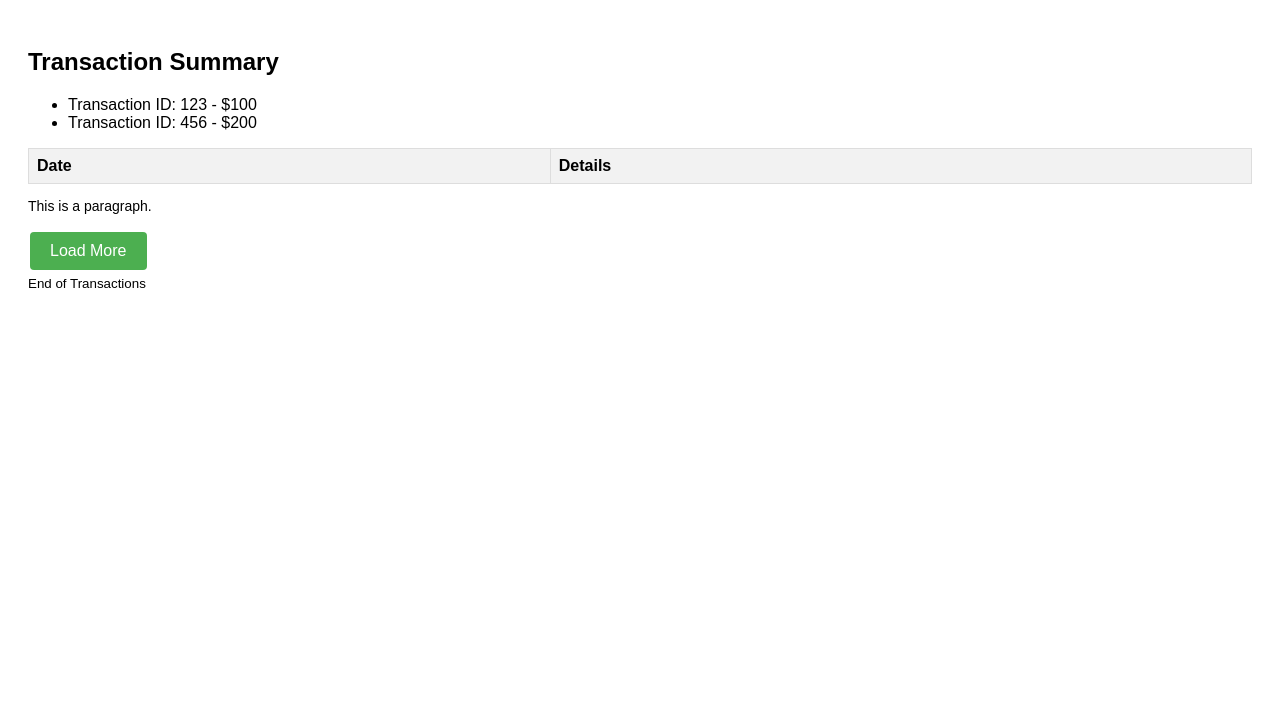 Transaction Summary
Transaction ID: 123 - $100
Transaction ID: 456 - $200
Date Details
This is a paragraph.
Load More
End of Transactions